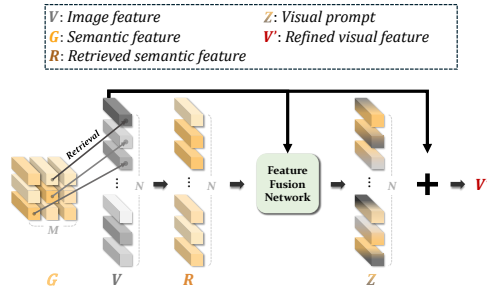 V: Image feature
Z: Visual prompt
G: Semantic feature
V': Refined visual feature
R: Retrieved semantic feature
Retrieval
N
N
N
M
Feature
Fusion
Network
G
V
R
Z
V